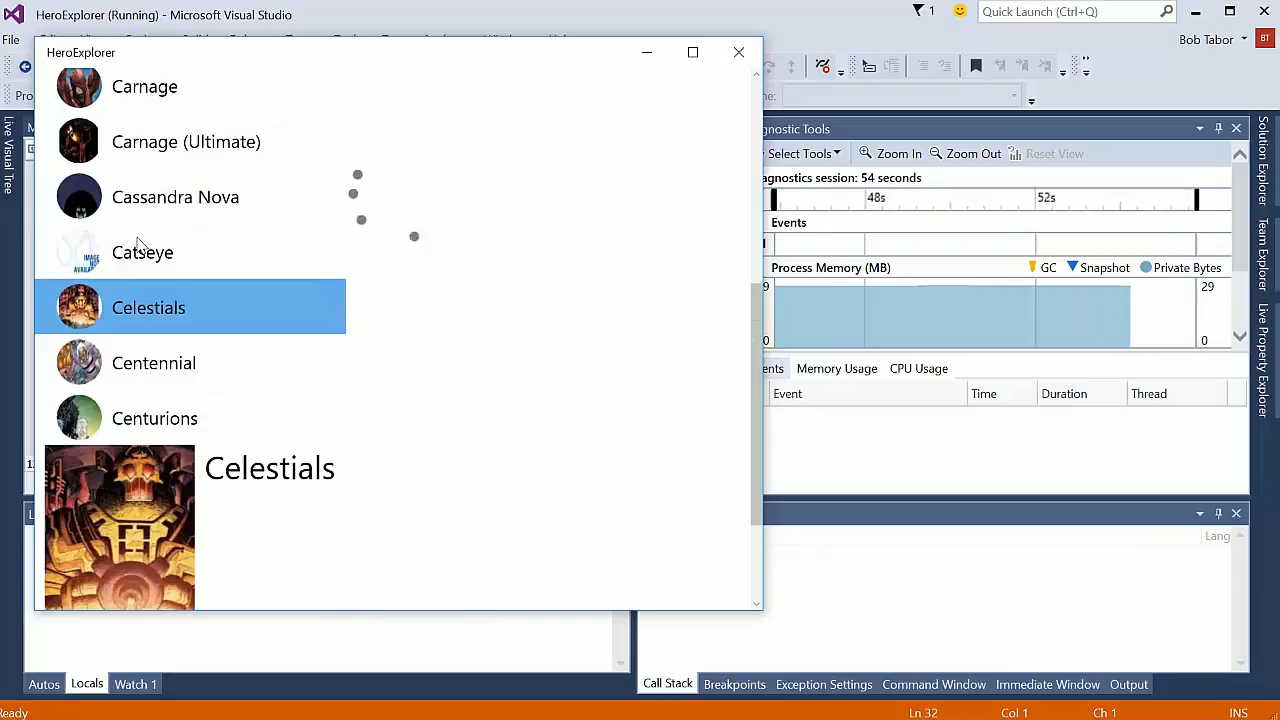 HeroExplorer (Running) - Microsoft Visual Studio
1
Quick Launch (Ctrl+Q)
File
Bob Tabor
BT
HeroExplorer
Carnage
Carnage (Ultimate)
Cassandra Nova
Catseye
Celestials
Centennial
Centurions
Celestials
Live Visual Tree
Diagnostic Tools
Select Tools
Zoom In
Zoom Out
Reset View
Diagnostics session: 54 seconds
48s
52s
Events
Process Memory (MB)
GC
Snapshot
Private Bytes
29
0
Memory Usage
CPU Usage
Event
Time
Duration
Thread
Solution Explorer
Team Explorer
Live Property Explorer
Lang
Autos
Locals
Watch 1
Call Stack
Breakpoints
Exception Settings
Command Window
Immediate Window
Output
Ready
Ln 32
Col 1
Ch 1
INS